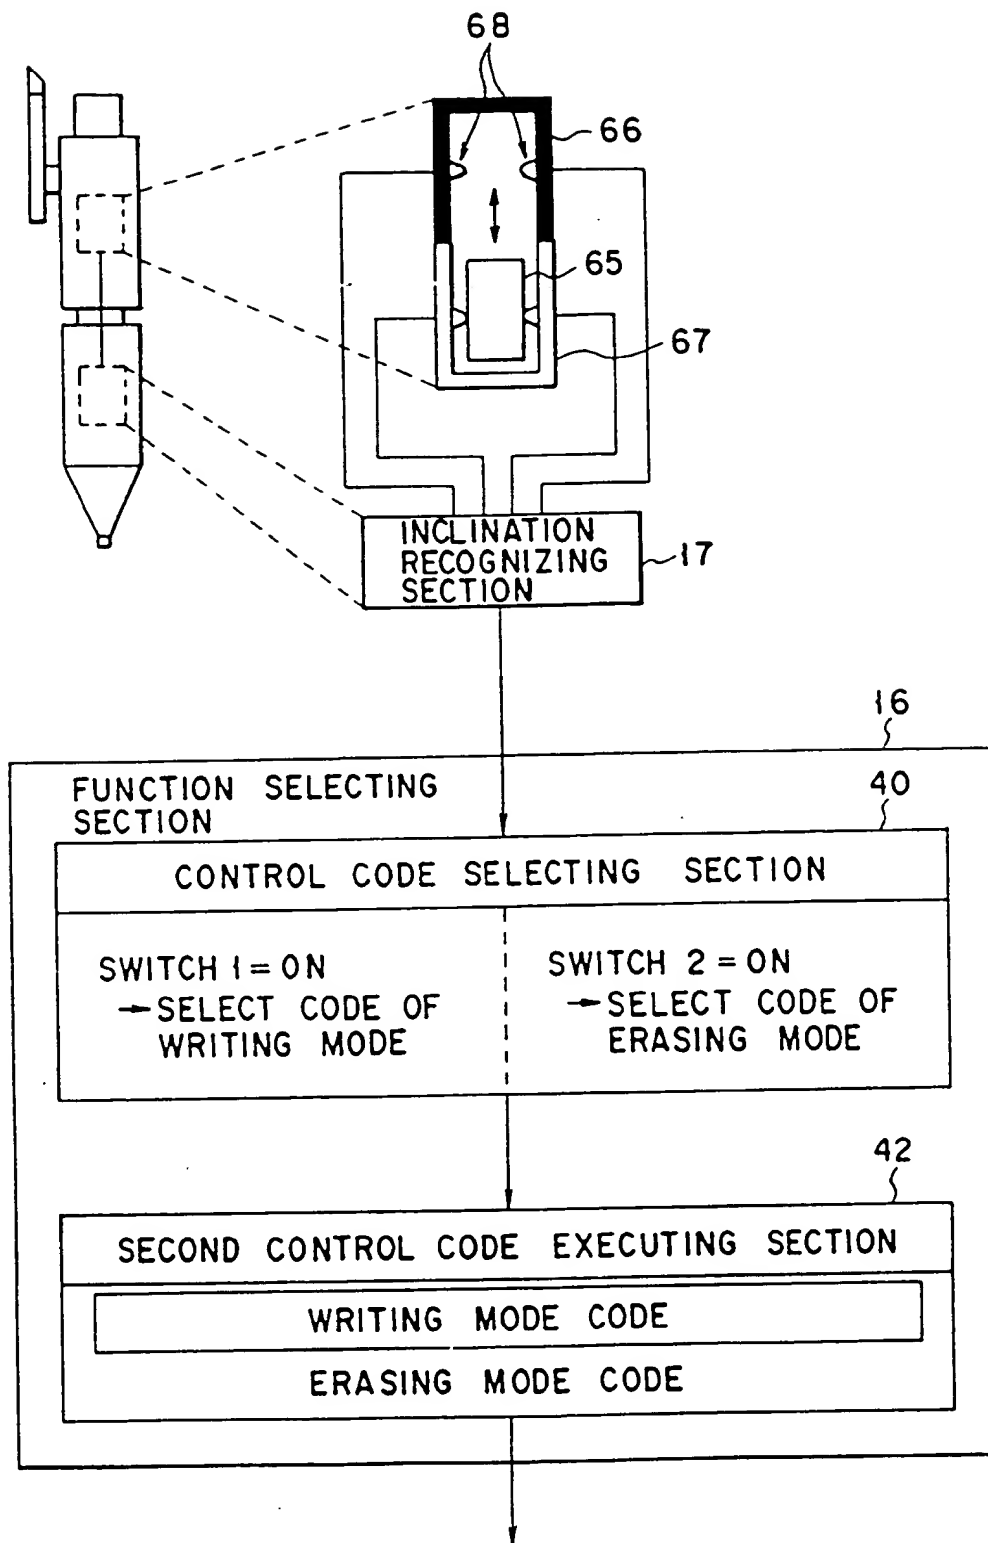 68
66
65
67
INCLINATION
RECOGNIZING
SECTION
17
16
FUNCTION SELECTING
SECTION
40
CONTROL CODE SELECTING SECTION
SWITCH 1 = ON
→ SELECT CODE OF
WRITING MODE
SWITCH 2 = ON
→ SELECT CODE OF
ERASING MODE
42
SECOND CONTROL CODE EXECUTING SECTION
WRITING MODE CODE
ERASING MODE CODE